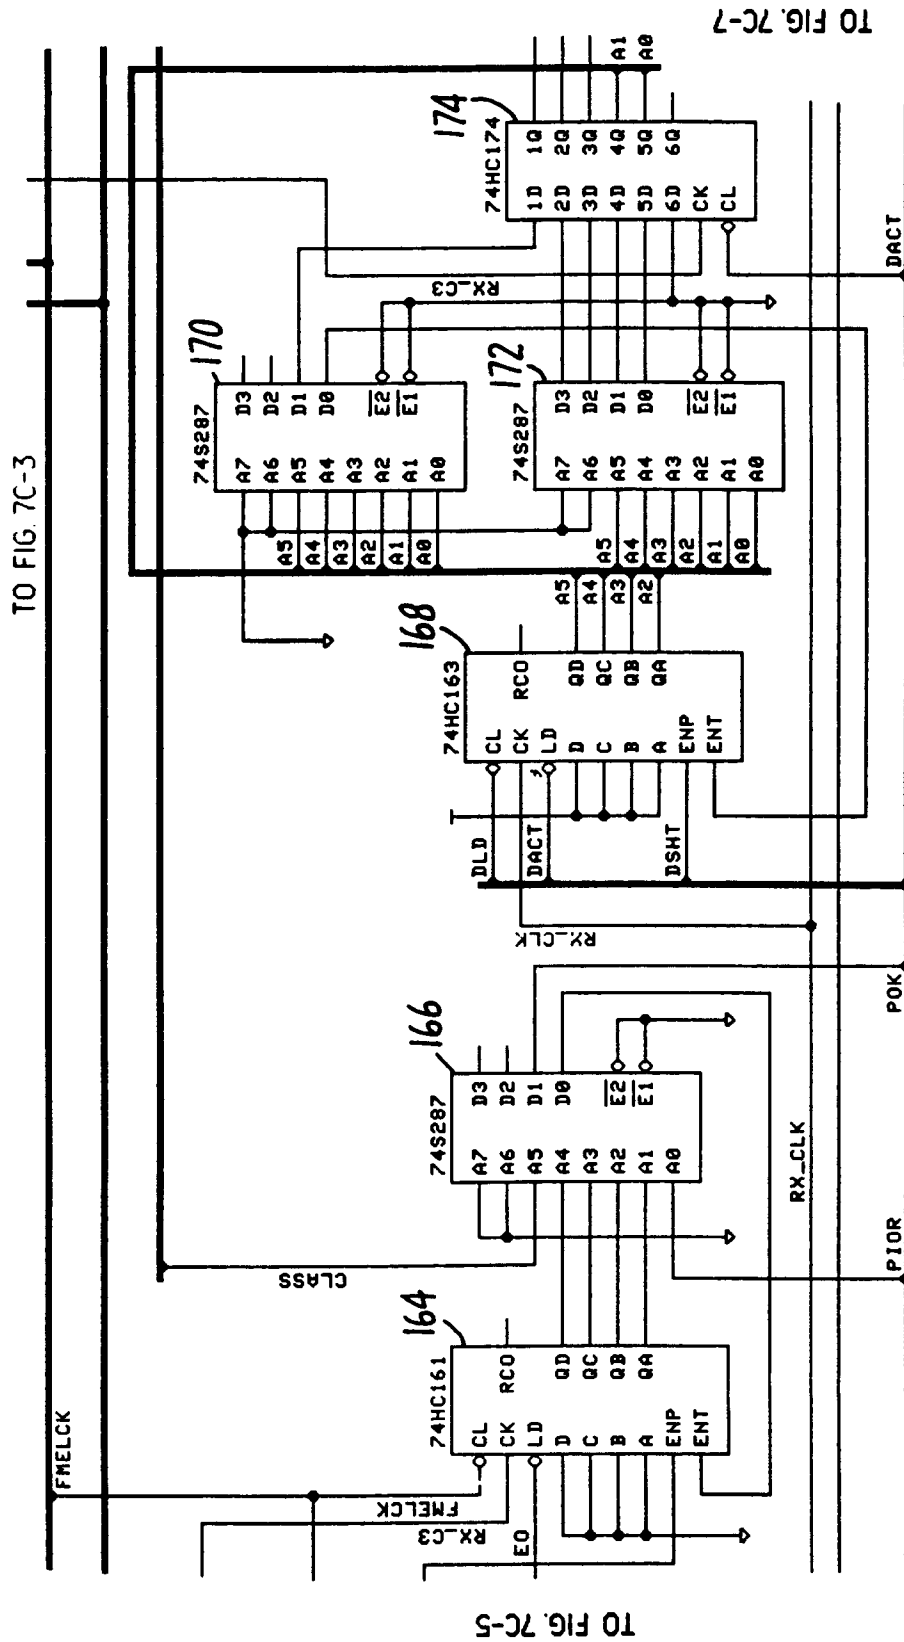 TO FIG. 7C-3
TO FIG. 7C-7
TO FIG. 7C-5
FMELCK
FMELCK
RX_C3
EO
164
74HC161
CL
CK
LD
D
C
B
A
ENP
ENT
RCO
QD
QC
QB
QA
CLASS
PIOR
166
74S287
A7
A6
A5
A4
A3
A2
A1
A0
D3
D2
D1
D0
E2
E1
RX_CLK
POK
RX_CLK
DLD
DACT
DSHT
168
74HC163
CL
CK
LD
D
C
B
A
ENP
ENT
RCO
QD
QC
QB
QA
A5
A4
A3
A2
170
74S287
A5
A4
A3
A2
A1
A0
A7
A6
A5
A4
A3
A2
A1
A0
D3
D2
D1
D0
E2
E1
172
74S287
A5
A4
A3
A2
A1
A0
A7
A6
A5
A4
A3
A2
A1
A0
D3
D2
D1
D0
E2
E1
RX_C3
DACT
174
74HC174
1D
2D
3D
4D
5D
6D
CK
CL
1Q
2Q
3Q
4Q
5Q
6Q
A1
A0